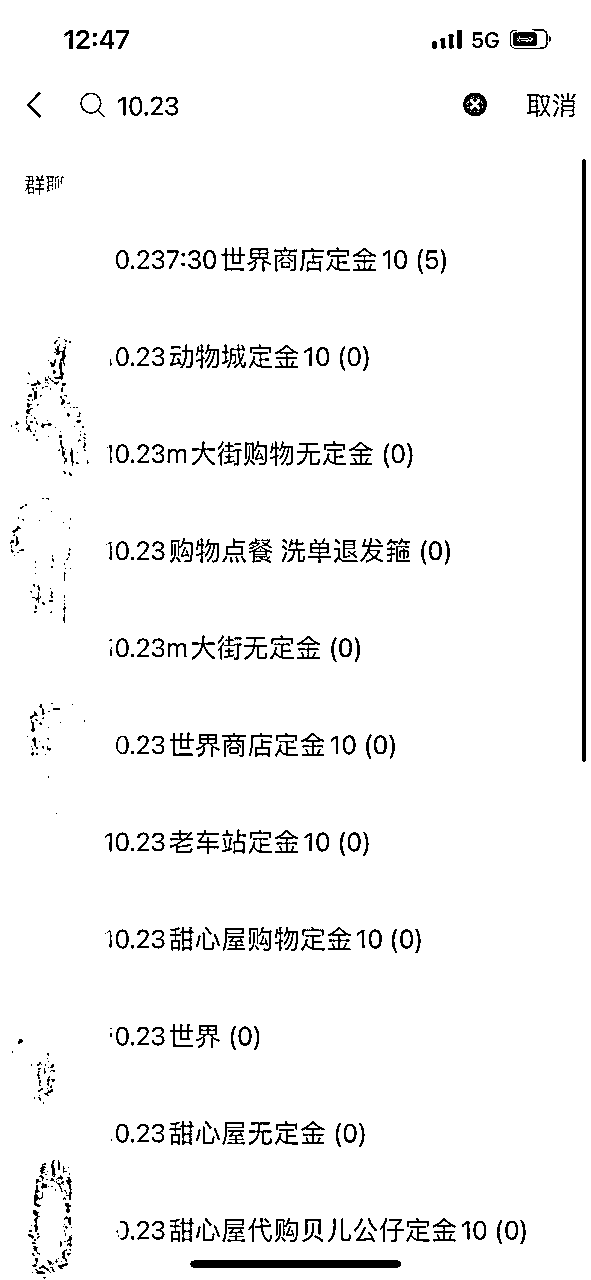 12:47
5G
10.23
取消
群聊
0.237:30世界商店定金10 (5)
.0.23动物城定金10 (0)
10.23m大街购物无定金 (0)
10.23购物点餐 洗单退发箍 (0)
10.23m大街无定金 (0)
0.23世界商店定金10 (0)
10.23老车站定金10 (0)
10.23甜心屋购物定金10 (0)
10.23世界 (0)
.0.23甜心屋无定金 (0)
0.23甜心屋代购贝儿公仔定金10 (0)